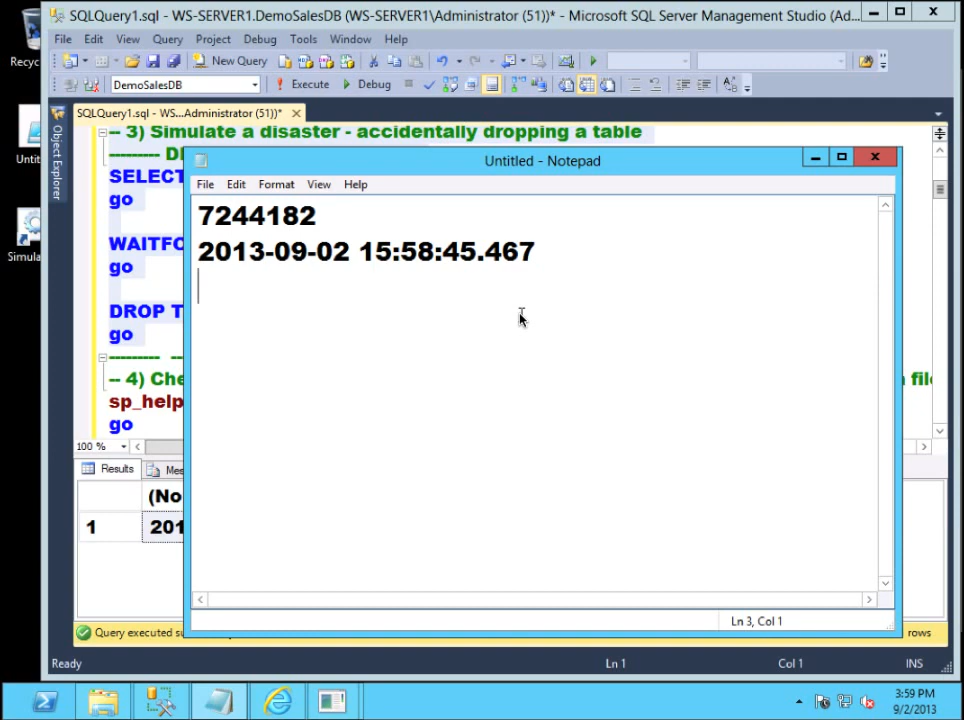 SQLQuery1.sql - WS-SERVER1.DemoSalesDB (WS-SERVER1\Administrator (51))* - Microsoft SQL Server Management Studio (Ad...
Recyc
File Edit View Query Project Debug Tools Window Help
New Query
DemoSalesDB Execute Debug
SQLQuery1.sql - WS...Administrator (51))*
Object Explorer
-- 3) Simulate a disaster - accidentally dropping a table
Untit
SELECT
go
Simula
WAITFO
go
DROP T
go
-- 4) Che
sp_help
go
Untitled - Notepad
File Edit Format View Help
7244182
2013-09-02 15:58:45.467
Ln 3, Col 1
100 %
Results Mes
(No
1 201
Query executed su
rows
Ready Ln 1 Col 1 INS
3:59 PM
9/2/2013